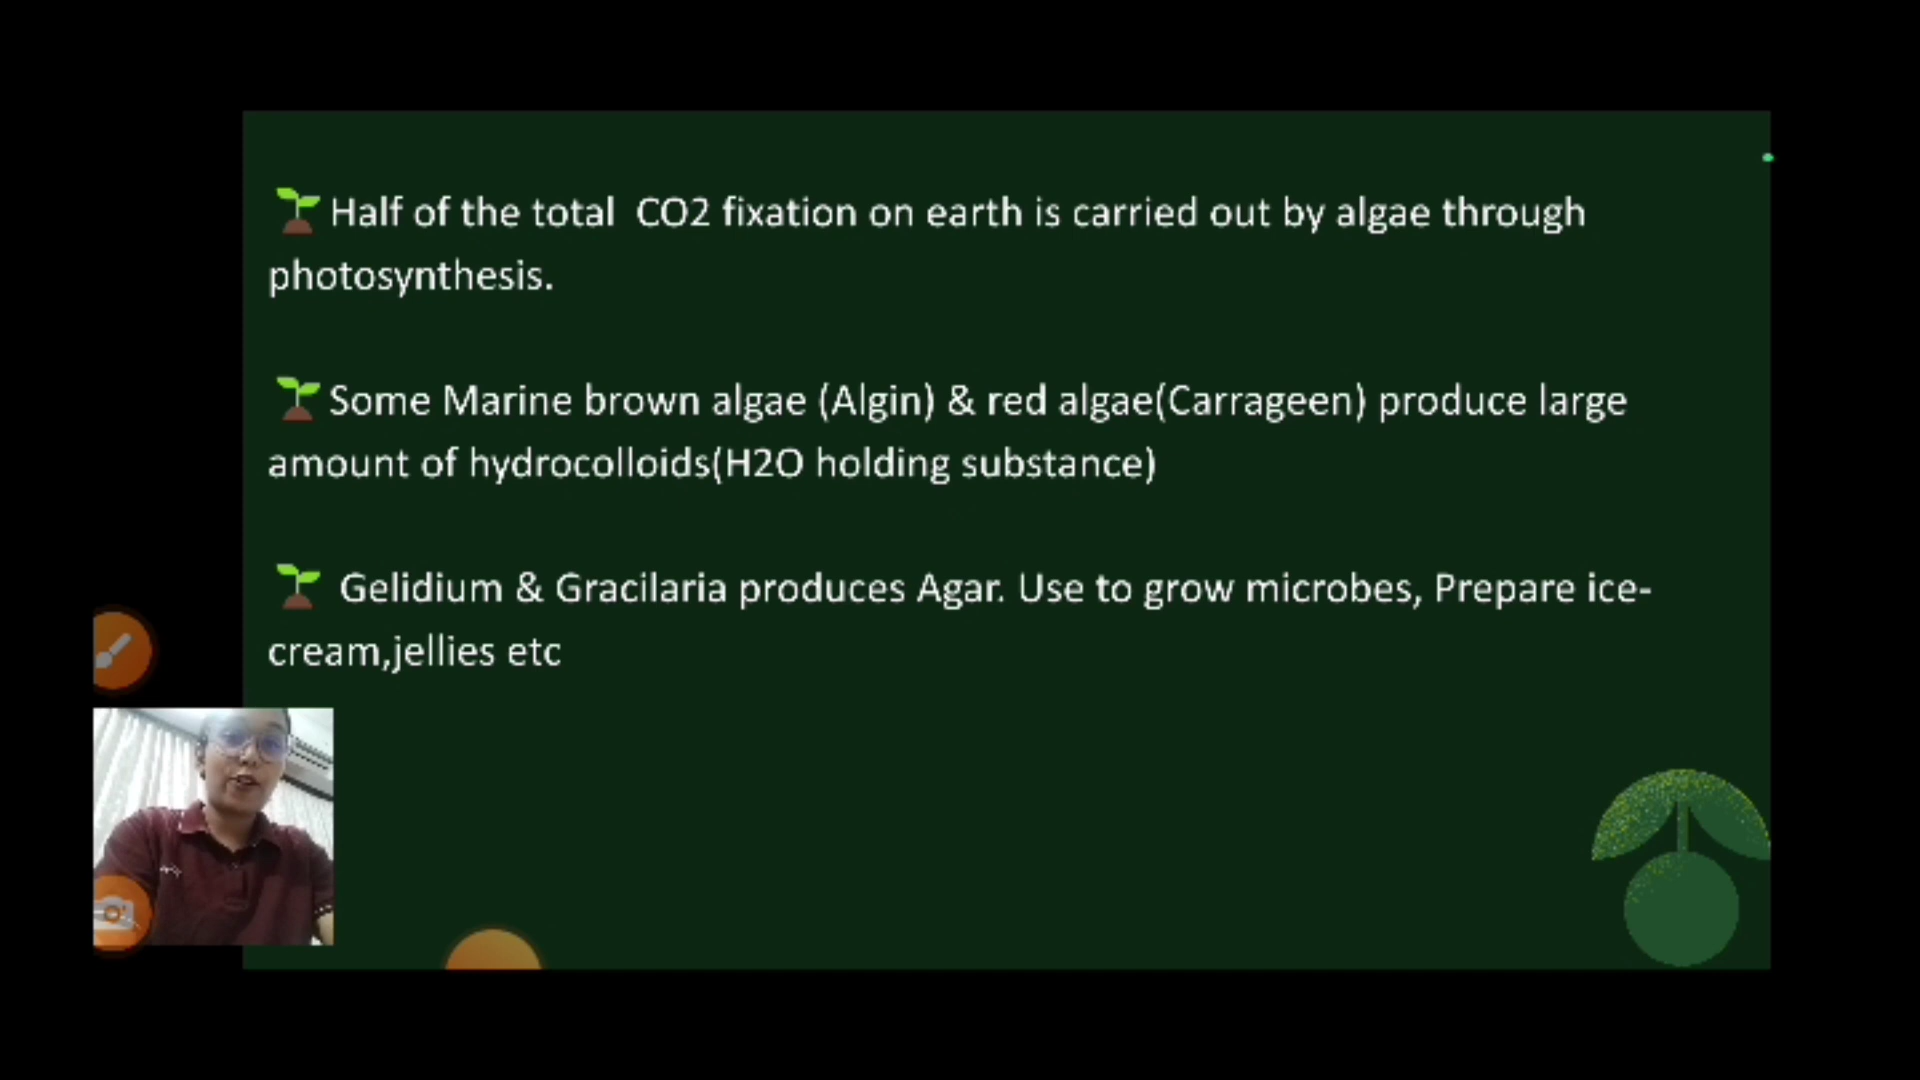 Half of the total CO2 fixation on earth is carried out by algae through
photosynthesis.
Some Marine brown algae (Algin) & red algae(Carrageen) produce large
amount of hydrocolloids(H2O holding substance)
Gelidium & Gracilaria produces Agar. Use to grow microbes, Prepare ice-
cream,jellies etc